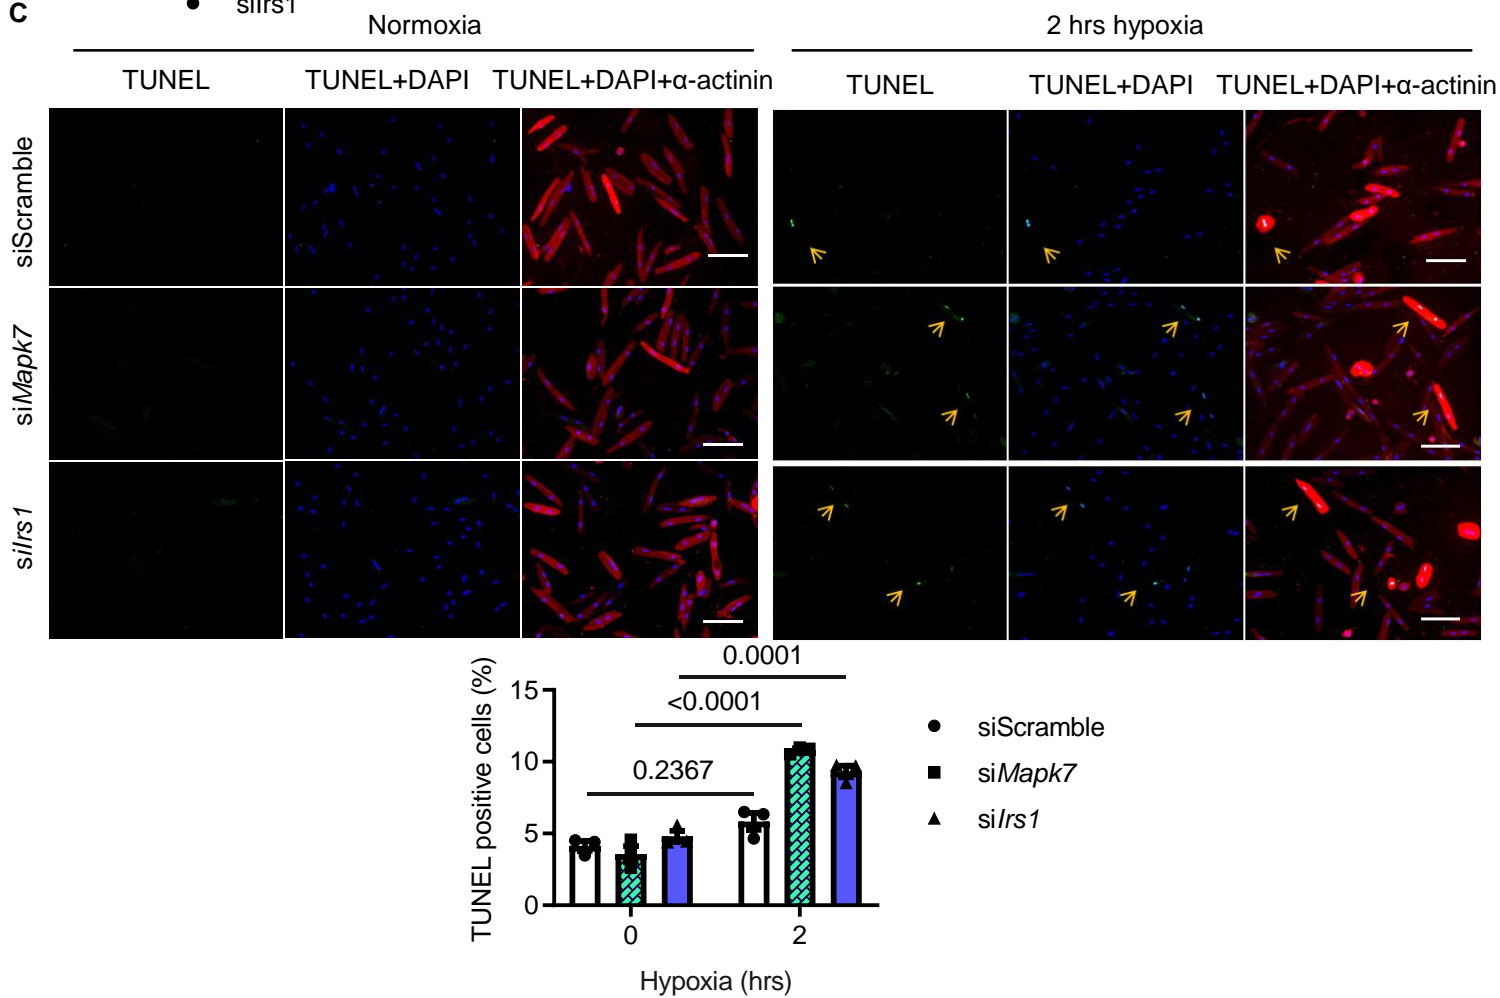 C
siIrs1
Normoxia
2 hrs hypoxia
TUNEL
TUNEL+DAPI
TUNEL+DAPI+α-actinin
TUNEL
TUNEL+DAPI
TUNEL+DAPI+α-actinin
siScramble
siMapk7
siIrs1
0.0001
<0.0001
0.2367
TUNEL positive cells (%)
15
10
5
0
0
2
Hypoxia (hrs)
siScramble
siMapk7
siIrs1